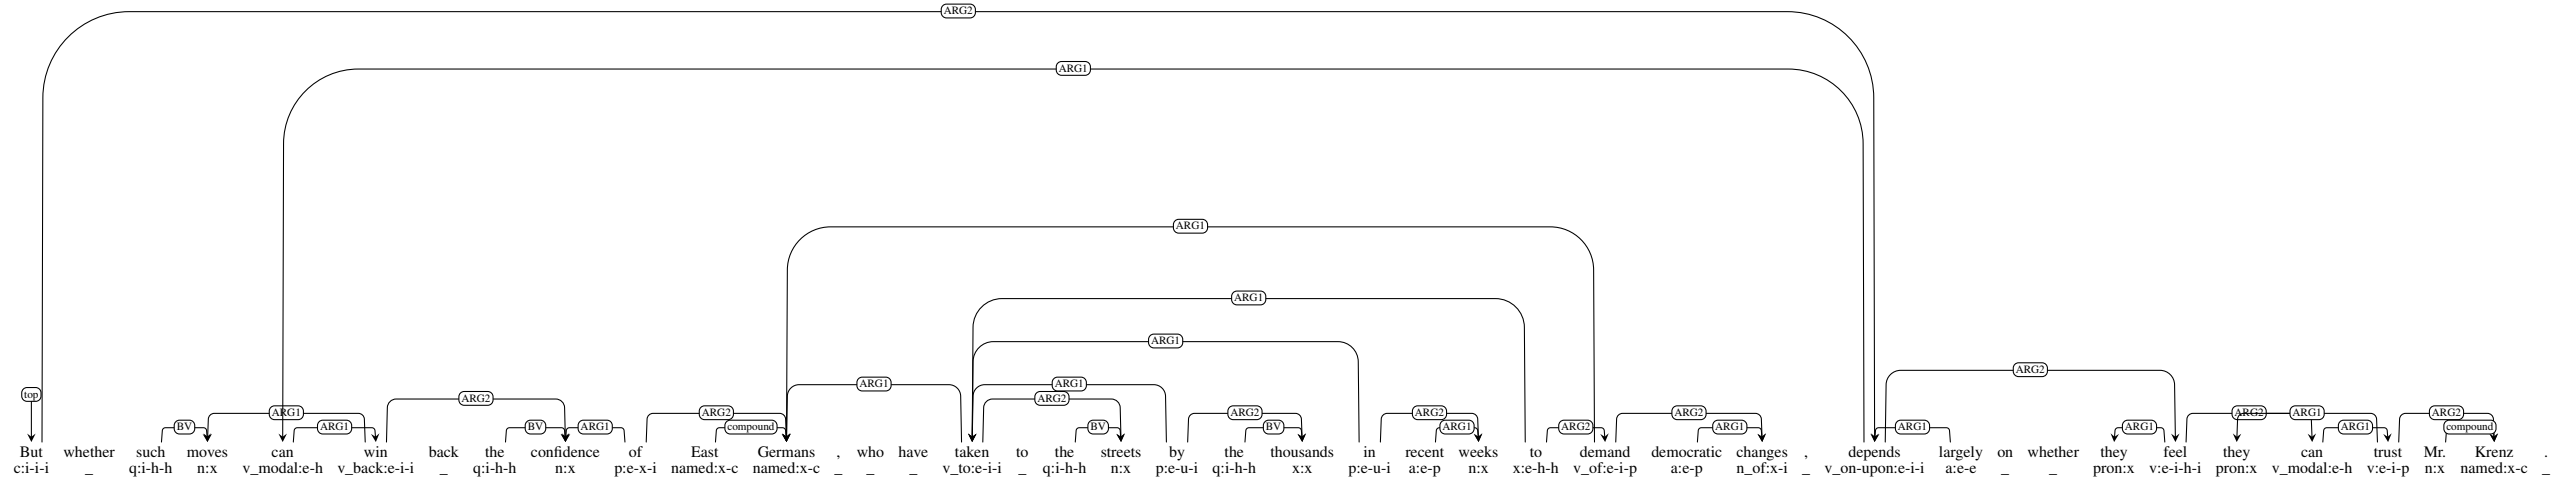 ARG2
ARG1
ARG1
ARG1
ARG1
ARG2
top
ARG1 ARG1
ARG2 ARG2
ARG1 ARG2 ARG2 ARG2 ARG2 ARG2 ARG1 ARG2
BV ARG1 BV ARG1 compound BV BV ARG1 ARG2 ARG1 ARG1 ARG1 ARG1 compound
But whether such moves can win back the confidence of East Germans , who have taken to the streets by the thousands in recent weeks to demand democratic changes , depends largely on whether they feel they can trust Mr. Krenz .
c:i-i-i _ q:i-h-h n:x v_modal:e-h v_back:e-i-i _ q:i-h-h n:x p:e-x-i named:x-c named:x-c _ _ _ v_to:e-i-i _ q:i-h-h n:x p:e-u-i q:i-h-h x:x p:e-u-i a:e-p n:x x:e-h-h v_of:e-i-p a:e-p n_of:x-i _ v_on-upon:e-i-i a:e-e _ _ pron:x v:e-i-h-i pron:x v_modal:e-h v:e-i-p n:x named:x-c _